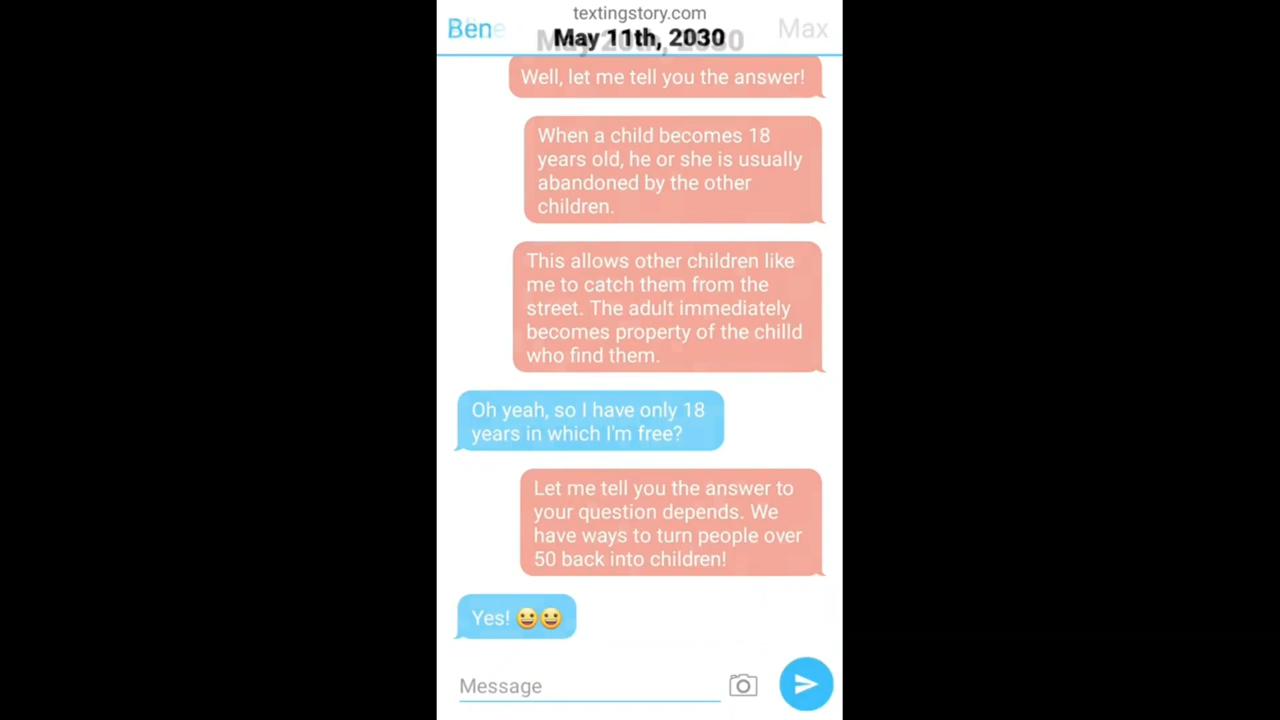 textingstory.com
Ben
May 11th, 2030
Max
Well, let me tell you the answer!
When a child becomes 18
years old, he or she is usually
abandoned by the other
children.
This allows other children like
me to catch them from the
street. The adult immediately
becomes property of the chilld
who find them.
Oh yeah, so I have only 18
years in which I'm free?
Let me tell you the answer to
your question depends. We
have ways to turn people over
50 back into children!
Yes! 😀😀
Message